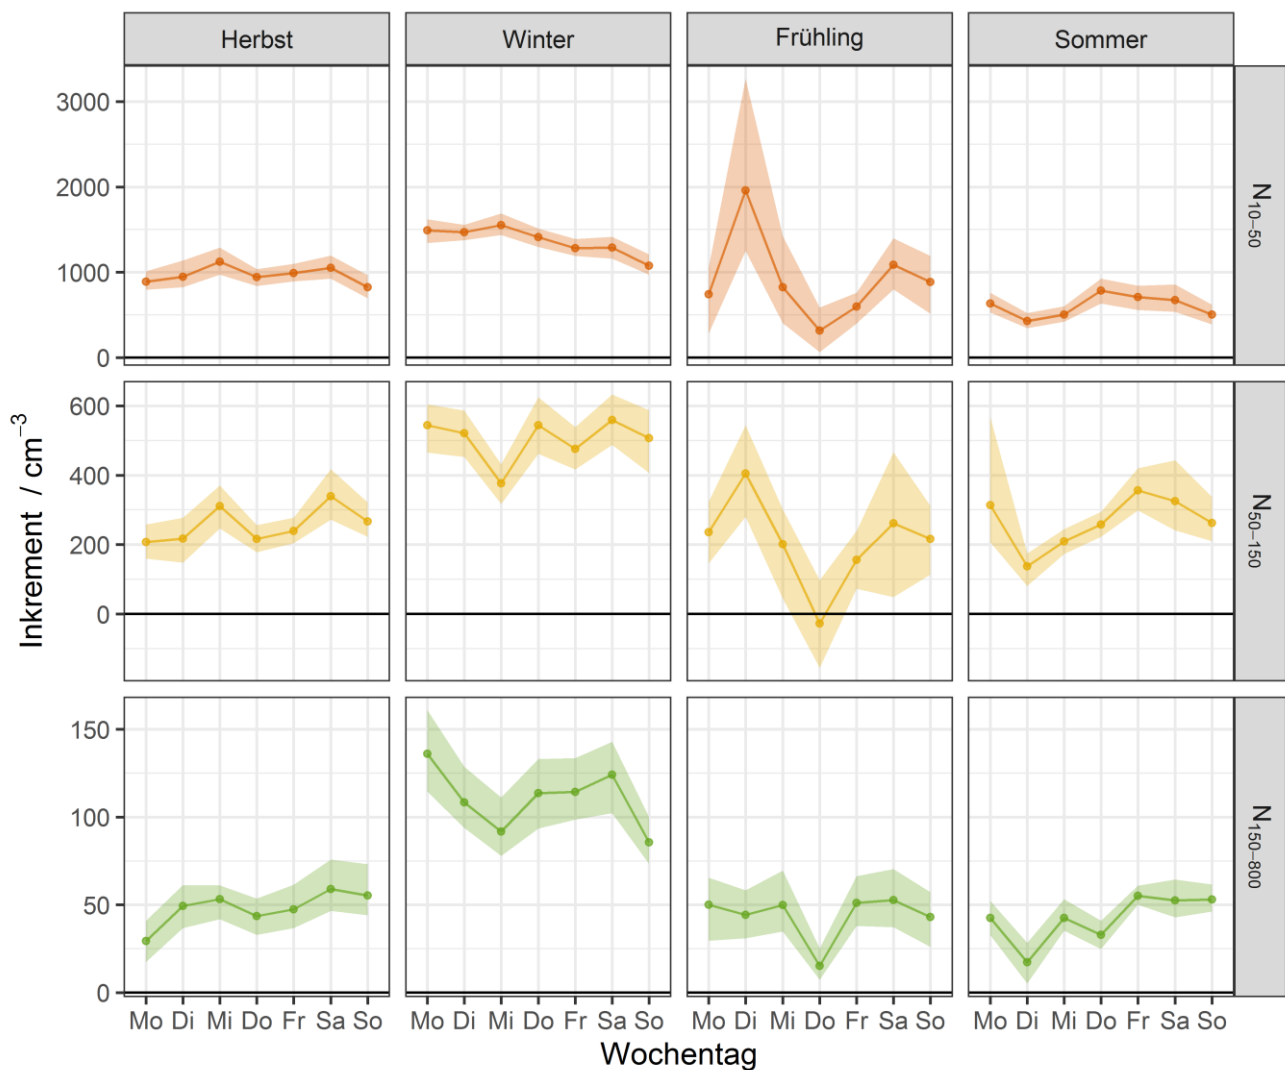 Herbst Winter Frühling Sommer
3000
2000
1000
0
N10–50
600
400
200
0
N50–150
150
100
50
0
N150–800
Inkrement / cm−3
Mo Di Mi Do Fr Sa So Mo Di Mi Do Fr Sa So Mo Di Mi Do Fr Sa So Mo Di Mi Do Fr Sa So
Wochentag